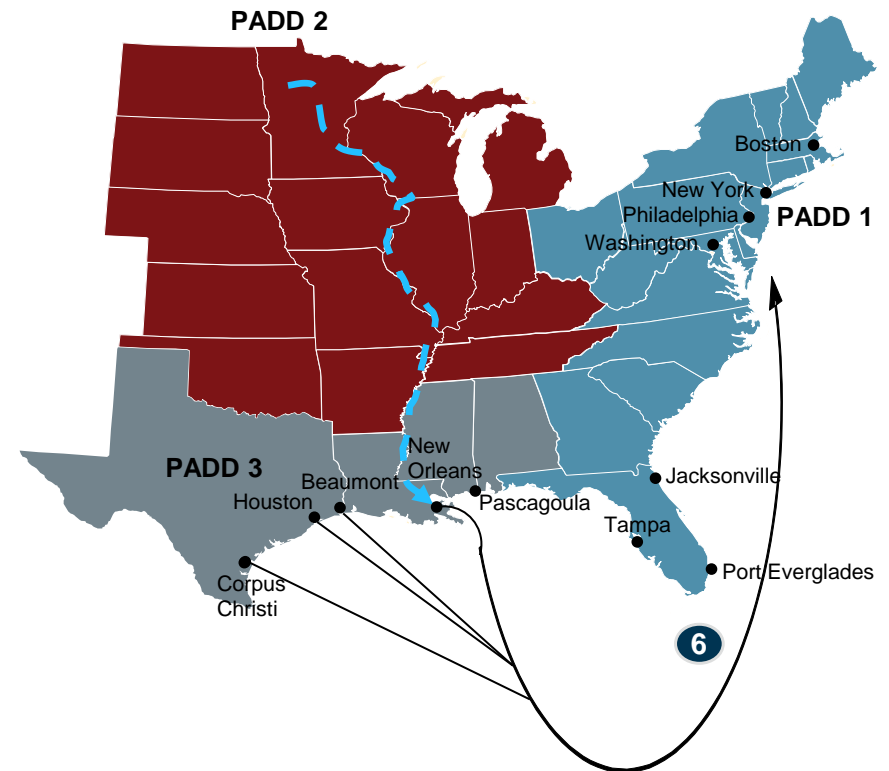 PADD 2
Boston
New York
Philadelphia
PADD 1
Washington
New
Orleans
PADD 3
Beaumont
Houston
Pascagoula
Jacksonville
Tampa
Port Everglades
Corpus
Christi
6